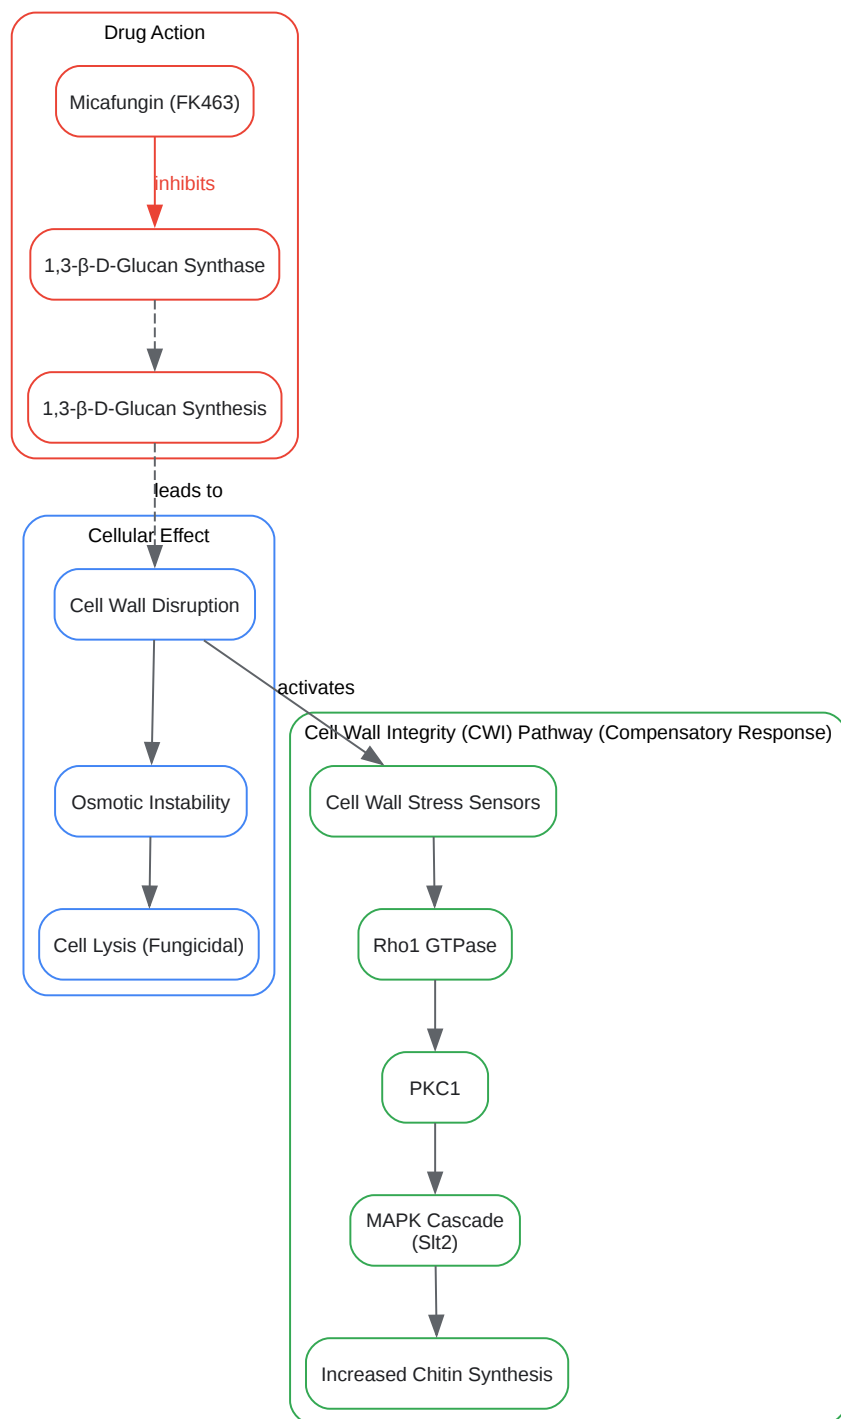 Drug Action
Micafungin (FK463)
inhibits
1,3-β-D-Glucan Synthase
1,3-β-D-Glucan Synthesis
leads to
Cellular Effect
Cell Wall Disruption
activates
Cell Wall Integrity (CWI) Pathway (Compensatory Response)
Osmotic Instability
Cell Wall Stress Sensors
Cell Lysis (Fungicidal)
Rho1 GTPase
PKC1
MAPK Cascade
(Slt2)
Increased Chitin Synthesis